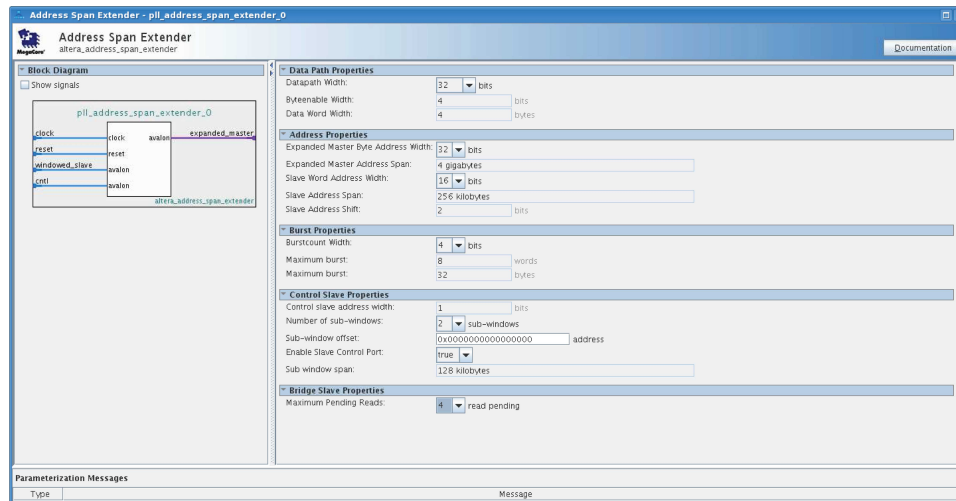 Address Span Extender - pll_address_span_extender_0
MegaCore
Address Span Extender
altera_address_span_extender
Documentation
Block Diagram
Show signals
pll_address_span_extender_0
clock
clock
avalon
expanded_master
reset
reset
windowed_slave
avalon
cntl
avalon
altera_address_span_extender
Data Path Properties
Datapath Width: 32 bits
Byteenable Width: 4 bits
Data Word Width: 4 bytes
Address Properties
Expanded Master Byte Address Width: 32 bits
Expanded Master Address Span: 4 gigabytes
Slave Word Address Width: 16 bits
Slave Address Span: 256 kilobytes
Slave Address Shift: 2 bits
Burst Properties
Burstcount Width: 4 bits
Maximum burst: 8 words
Maximum burst: 32 bytes
Control Slave Properties
Control slave address width: 1 bits
Number of sub-windows: 2 sub-windows
Sub-window offset: 0x0000000000000000 address
Enable Slave Control Port: true
Sub window span: 128 kilobytes
Bridge Slave Properties
Maximum Pending Reads: 4 read pending
Parameterization Messages
Type Message